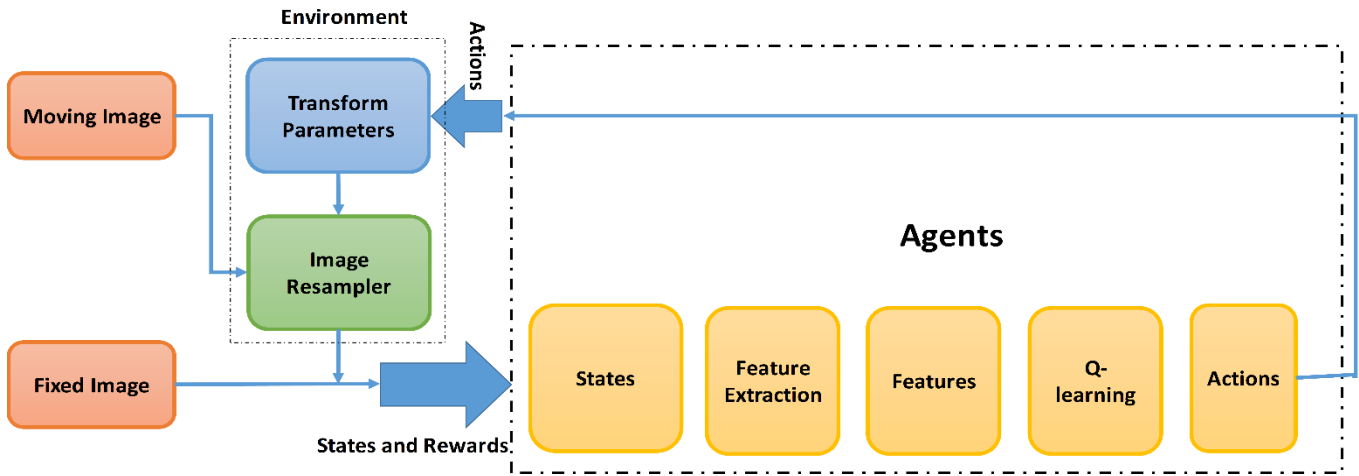 Environment
Actions
Moving Image
Transform
Parameters
Image
Resampler
Agents
Fixed Image
States
Feature
Extraction
Features
Q-
learning
Actions
States and Rewards